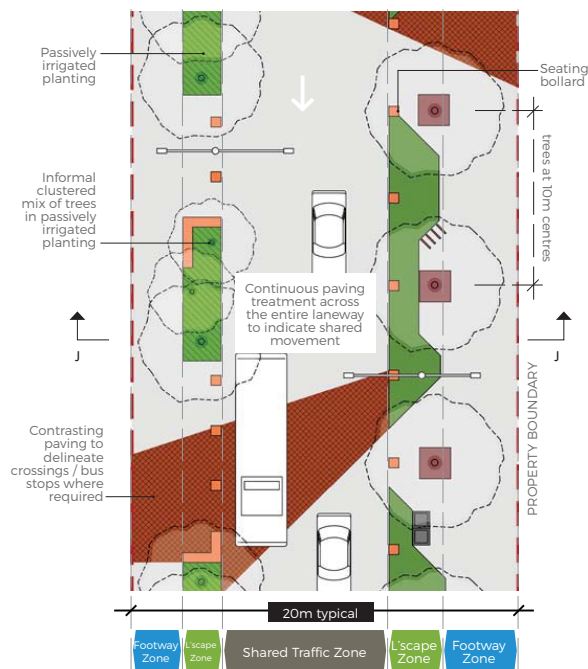 Passively
irrigated
planting
Seating
bollard
trees at 10m centres
Informal
clustered
mix of trees
in passively
irrigated
planting
Continuous paving
treatment across
the entire laneway
to indicate shared
movement
J
J
Contrasting
paving to
delineate
crossings / bus
stops where
required
PROPERTY BOUNDARY
20m typical
Footway
Zone
L'scape
Zone
Shared Traffic Zone
L'scape
Zone
Footway
Zone